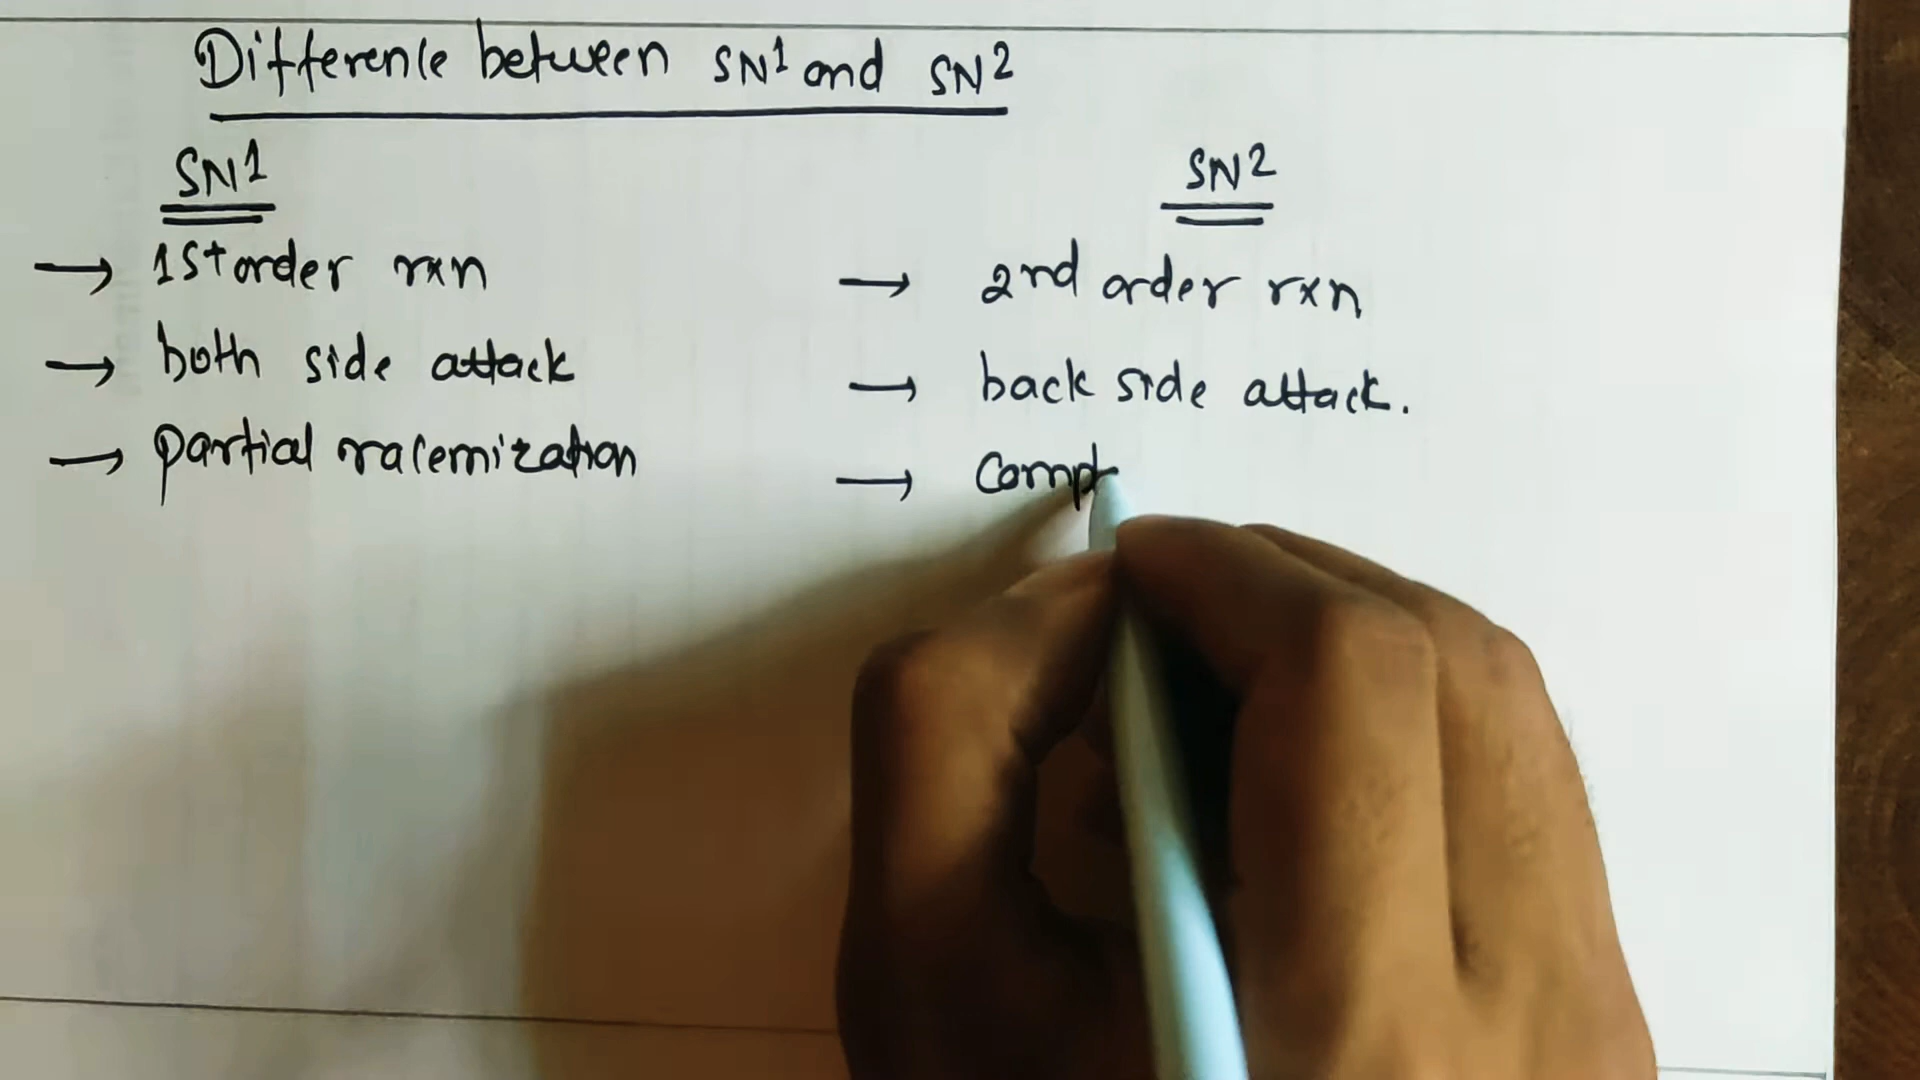 Difference between SN1 and SN2
SN1
→ 1st order rxn
→ both side attack
→ partial racemization
SN2
→ 2nd order rxn
→ back side attack.
→ Comp